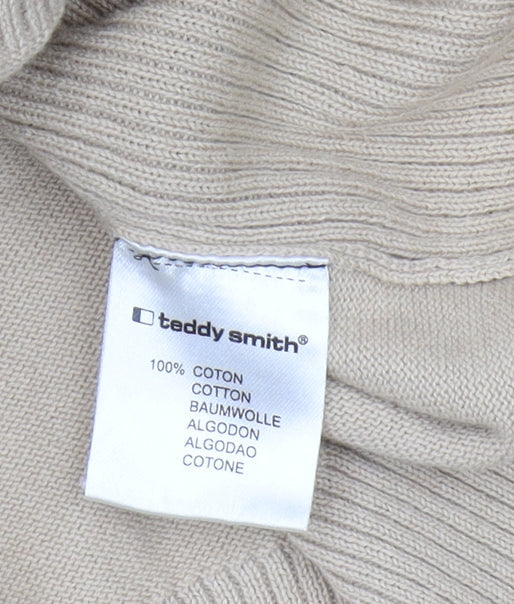 teddy smith®
100% COTON
COTTON
BAUMWOLLE
ALGODON
ALGODAO
COTONE